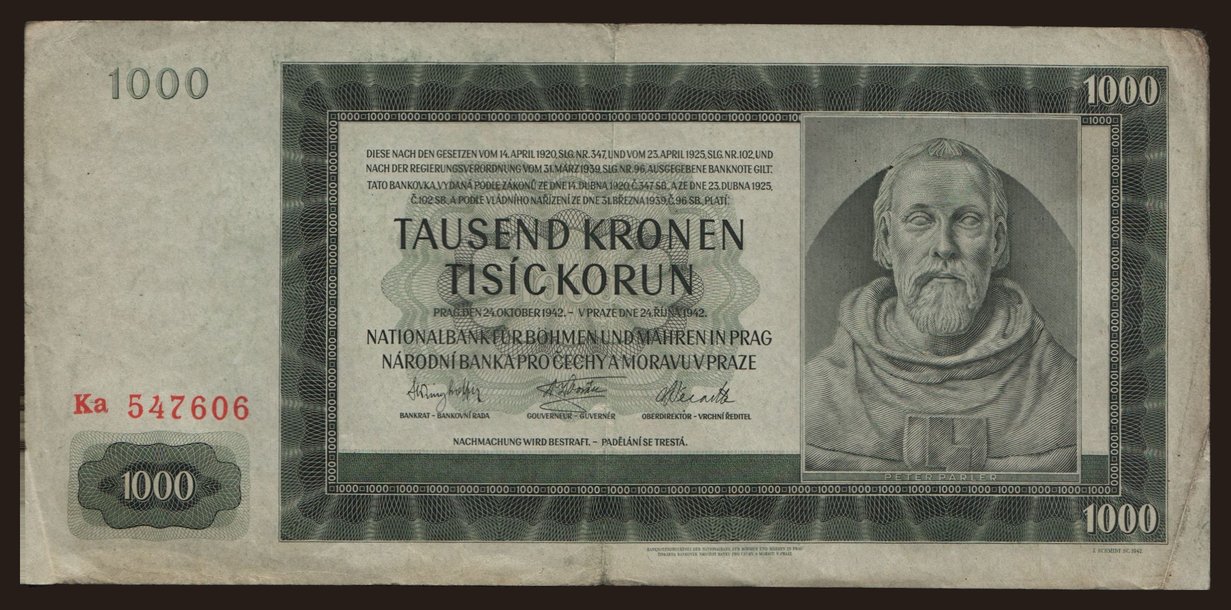 1000
1000
DIESE NACH DEN GESETZEN VOM 14. APRIL 1920, SLG. NR. 347, UND VOM 23. APRIL 1925, SLG. NR. 102, UND
NACH DER REGIERUNGSVERORDNUNG VOM 31. MÄRZ 1939, SLG. NR. 96, AUSGEGEBENE BANKNOTE GILT.
TATO BANKOVKA, VYDANÁ PODLE ZÁKONŮ ZE DNE 14. DUBNA 1920, Č. 347 SB. A ZE DNE 23. DUBNA 1925,
Č. 102 SB. A PODLE VLÁDNÍHO NAŘÍZENÍ ZE DNE 31. BŘEZNA 1939, Č. 96 SB., PLATÍ:
TAUSEND KRONEN
TISÍC KORUN
PRAG, DEN 24. OKTOBER 1942. – V PRAZE DNE 24. ŘÍJNA 1942.
NATIONALBANK FÜR BÖHMEN UND MÄHREN IN PRAG
NÁRODNÍ BANKA PRO ČECHY A MORAVU V PRAZE
BANKRAT – BANKOVNÍ RADA
GOUVERNEUR – GUVERNÉR
OBERDIREKTOR – VRCHNÍ ŘEDITEL
NACHMACHUNG WIRD BESTRAFT. – PADĚLÁNÍ SE TRESTÁ.
Ka 547606
1000
PETER PARLER
1000
J. SCHMIDT SC. 1942